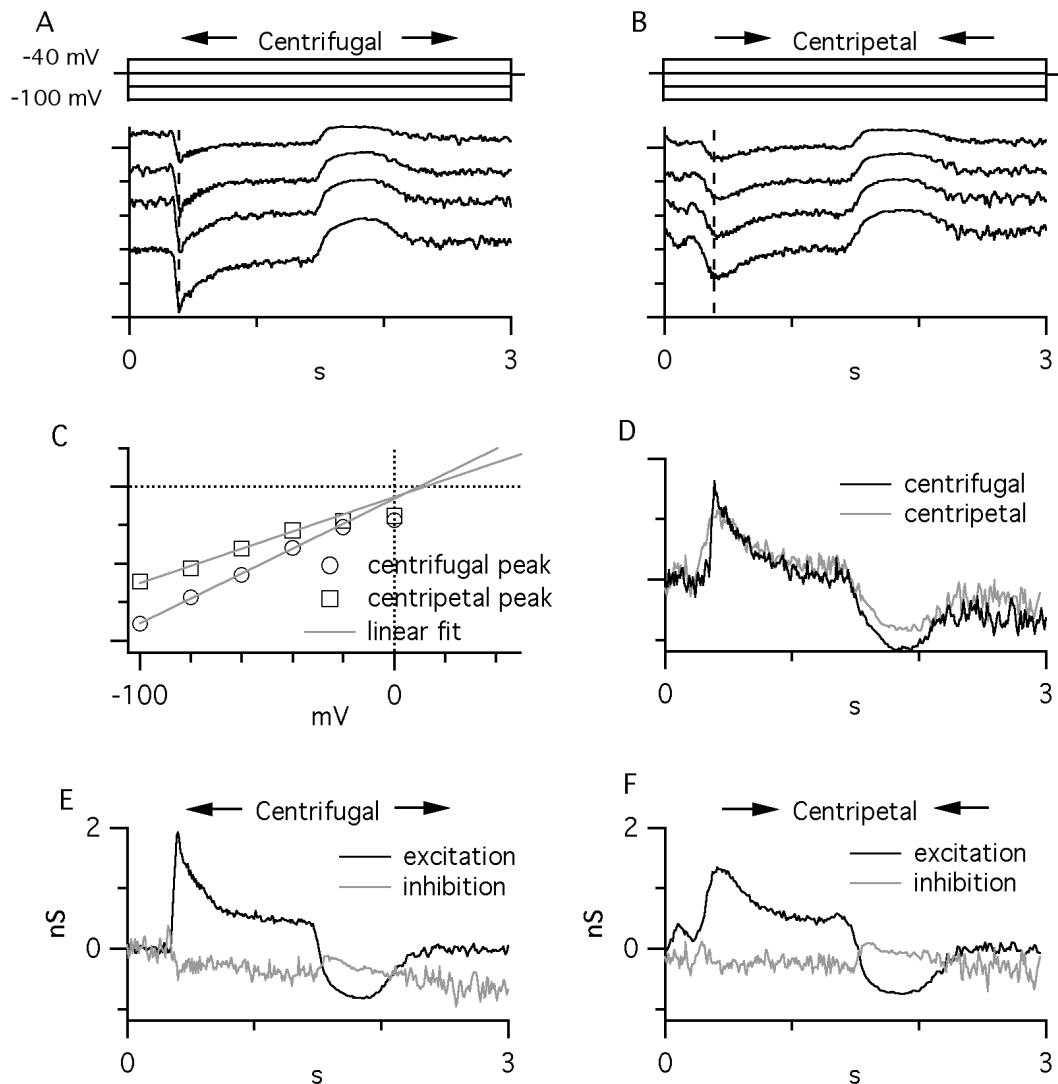 A
Centrifugal
-40 mV
-100 mV
0
3
s
B
Centripetal
0
3
s
C
centrifugal peak
centripetal peak
linear fit
-100
0
mV
D
centrifugal
centripetal
0
3
s
E
Centrifugal
2
excitation
inhibition
nS
0
0
3
s
F
Centripetal
2
excitation
inhibition
nS
0
0
3
s